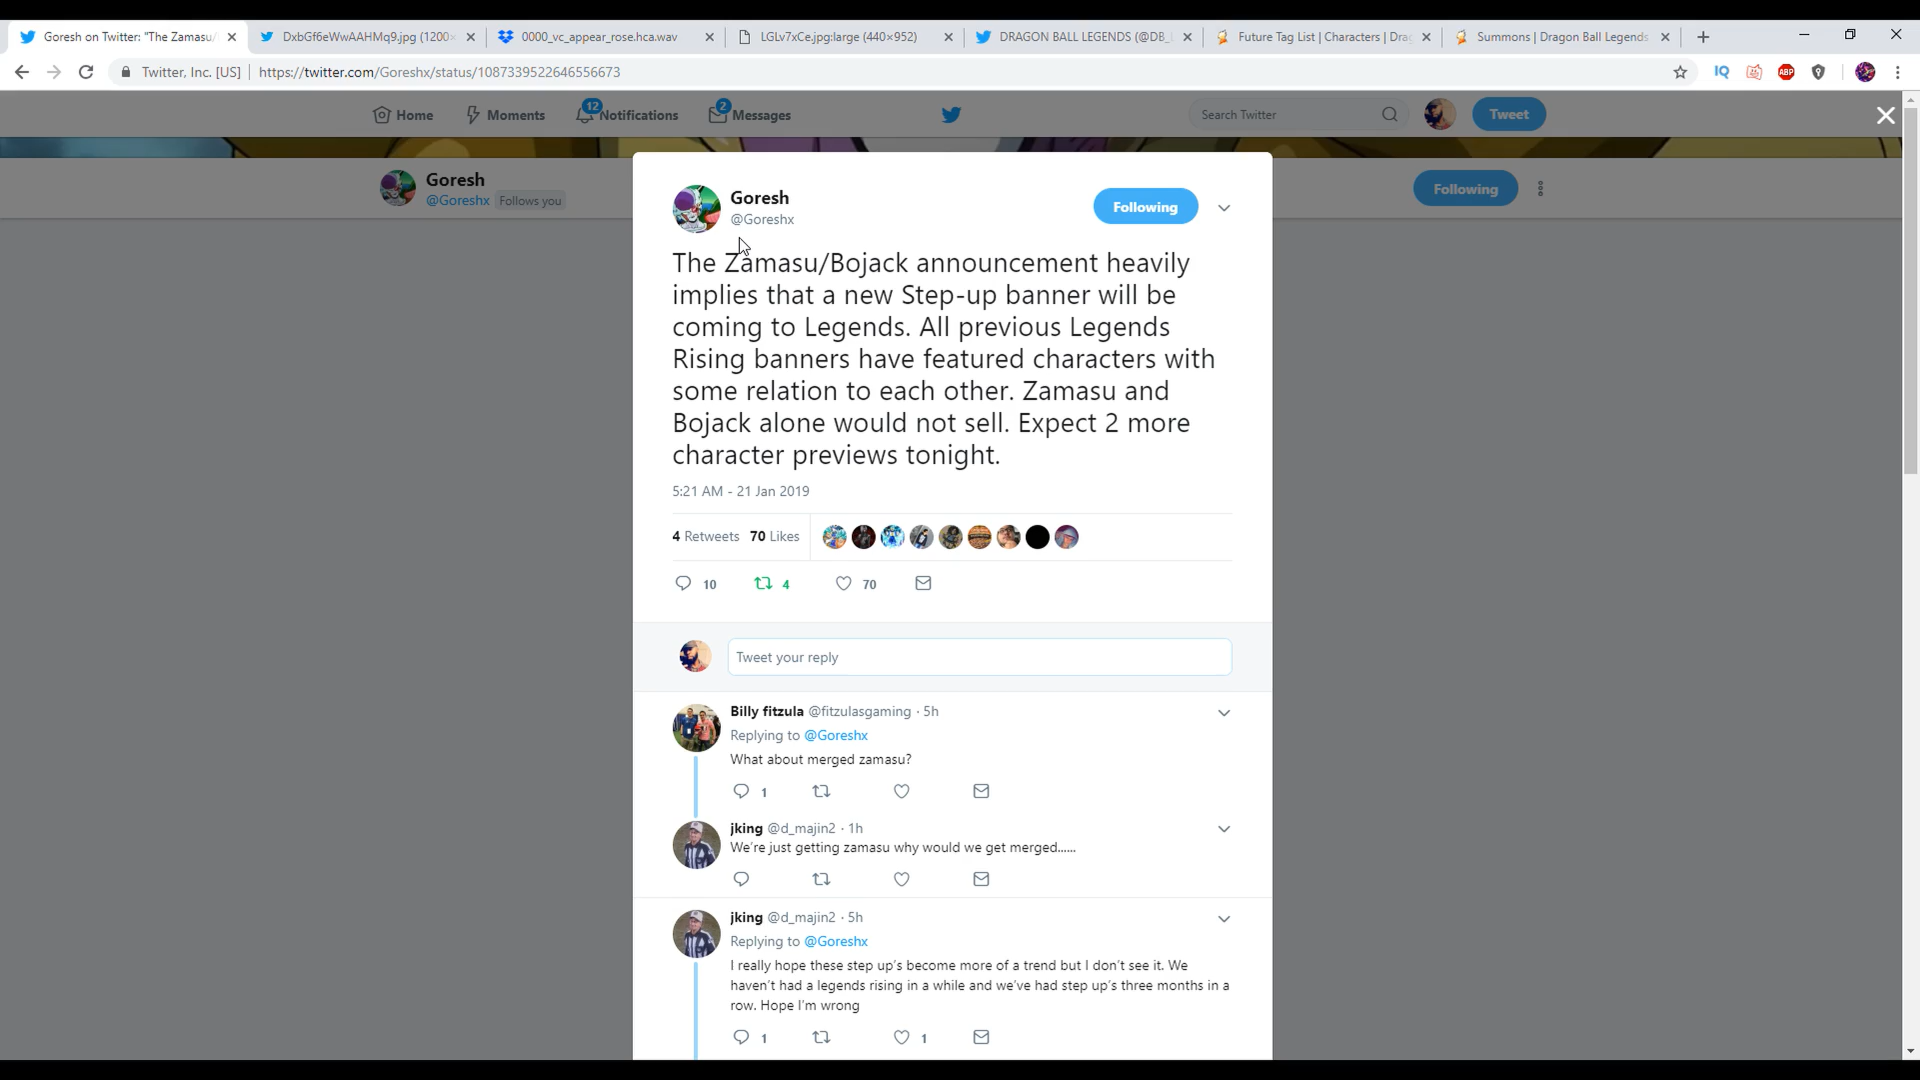 Goresh on Twitter: "The Zamasu/
DxbGf6eWwAAHMq9.jpg (1200×
0000_vc_appear_rose.hca.wav
LGLv7xCe.jpg:large (440×952)
DRAGON BALL LEGENDS (@DB_L
Future Tag List | Characters | Drag
Summons | Dragon Ball Legends
Twitter, Inc. [US]
https://twitter.com/Goreshx/status/1087339522646556673
IQ
ABP
Home
Moments
12
Notifications
2
Messages
Search Twitter
Tweet
Goresh
@Goreshx Follows you
Following
Goresh
@Goreshx
Following
The Zamasu/Bojack announcement heavily
implies that a new Step-up banner will be
coming to Legends. All previous Legends
Rising banners have featured characters with
some relation to each other. Zamasu and
Bojack alone would not sell. Expect 2 more
character previews tonight.
5:21 AM - 21 Jan 2019
4 Retweets 70 Likes
10 4 70
Tweet your reply
Billy fitzula @fitzulasgaming · 5h
Replying to @Goreshx
What about merged zamasu?
1
jking @d_majin2 · 1h
We're just getting zamasu why would we get merged......
jking @d_majin2 · 5h
Replying to @Goreshx
I really hope these step up's become more of a trend but I don't see it. We
haven't had a legends rising in a while and we've had step up's three months in a
row. Hope I'm wrong
1 1